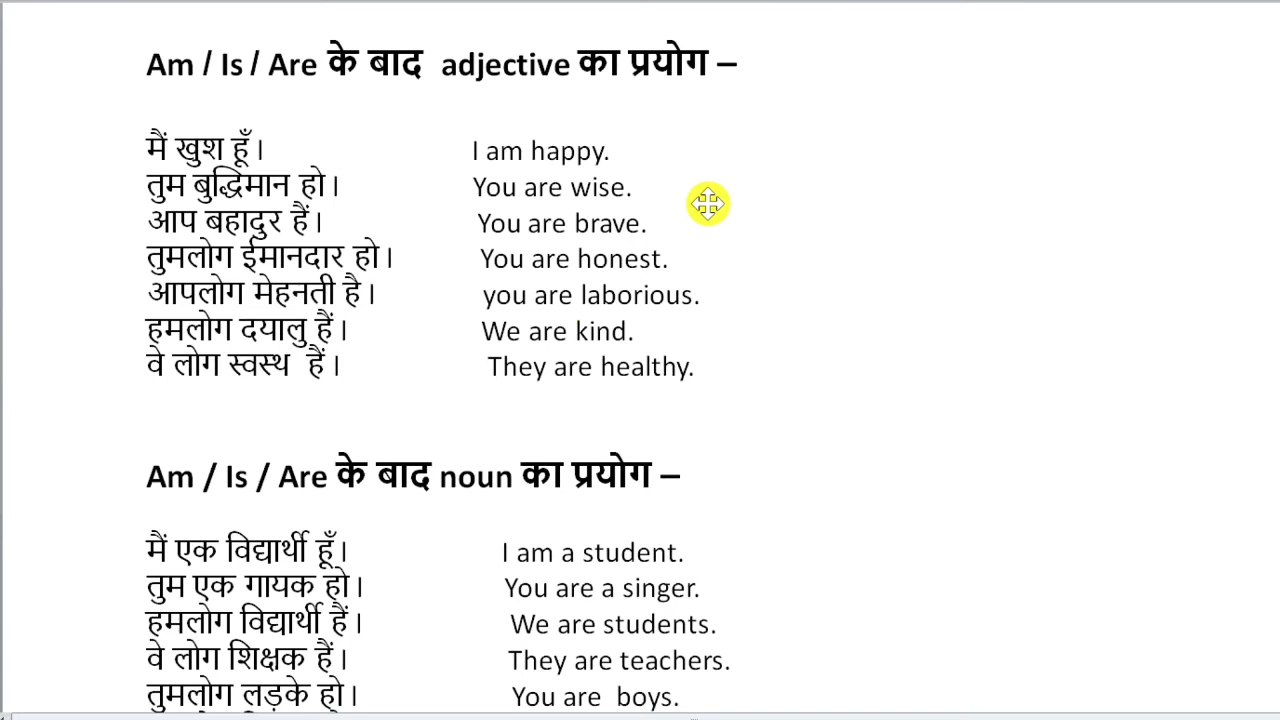 Am / Is / Are के बाद adjective का प्रयोग –
मैं खुश हूँ। I am happy.
तुम बुद्धिमान हो। You are wise.
आप बहादुर हैं। You are brave.
तुमलोग ईमानदार हो। You are honest.
आपलोग मेहनती है। you are laborious.
हमलोग दयालु हैं। We are kind.
वे लोग स्वस्थ हैं। They are healthy.
Am / Is / Are के बाद noun का प्रयोग –
मैं एक विद्यार्थी हूँ। I am a student.
तुम एक गायक हो। You are a singer.
हमलोग विद्यार्थी हैं। We are students.
वे लोग शिक्षक हैं। They are teachers.
तुमलोग लड़के हो। You are boys.